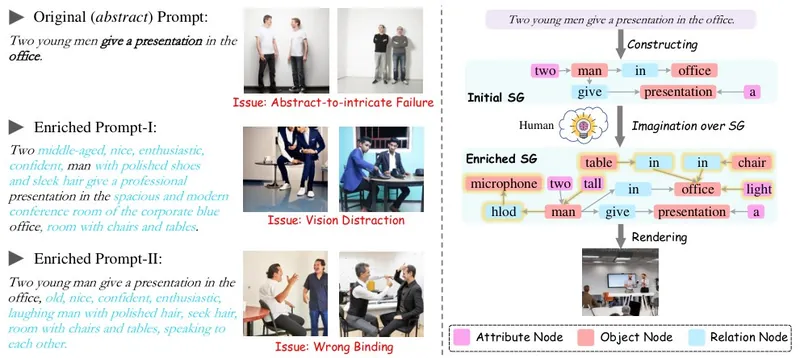 Original (abstract) Prompt:
Two young men give a presentation in the
office.
Issue: Abstract-to-intricate Failure
Enriched Prompt-I:
Two middle-aged, nice, enthusiastic,
confident, man with polished shoes
and sleek hair give a professional
presentation in the spacious and modern
conference room of the corporate blue
office, room with chairs and tables.
Issue: Vision Distraction
Enriched Prompt-II:
Two young man give a presentation in the
office, old, nice, confident, enthusiastic,
laughing man with polished hair, seek hair,
room with chairs and tables, speaking to
each other.
Issue: Wrong Binding
Two young men give a presentation in the office.
Constructing
two man in office
give presentation a
Initial SG
Human
Imagination over SG
Enriched SG
table in in chair
microphone two tall in office light
hlod man give presentation a
Rendering
Attribute Node Object Node Relation Node